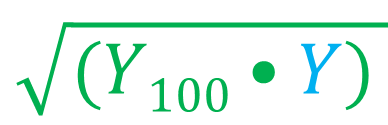 √(Y₁₀₀ • Y)